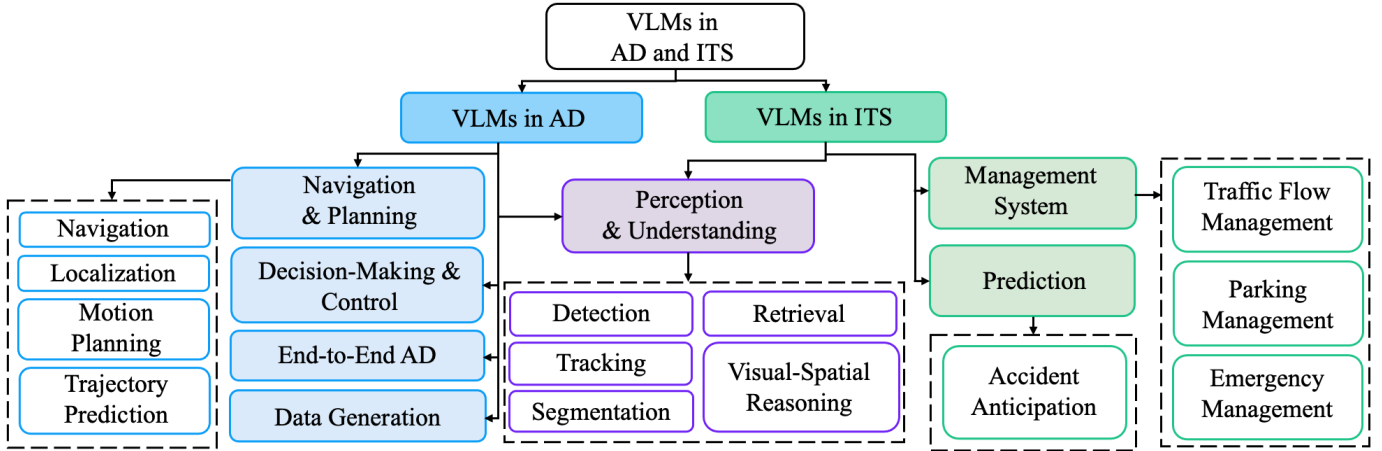 VLMs in
AD and ITS
VLMs in AD
VLMs in ITS
Navigation
& Planning
Decision-Making &
Control
End-to-End AD
Data Generation
Navigation
Localization
Motion
Planning
Trajectory
Prediction
Perception
& Understanding
Detection
Tracking
Segmentation
Retrieval
Visual-Spatial
Reasoning
Management
System
Prediction
Accident
Anticipation
Traffic Flow
Management
Parking
Management
Emergency
Management